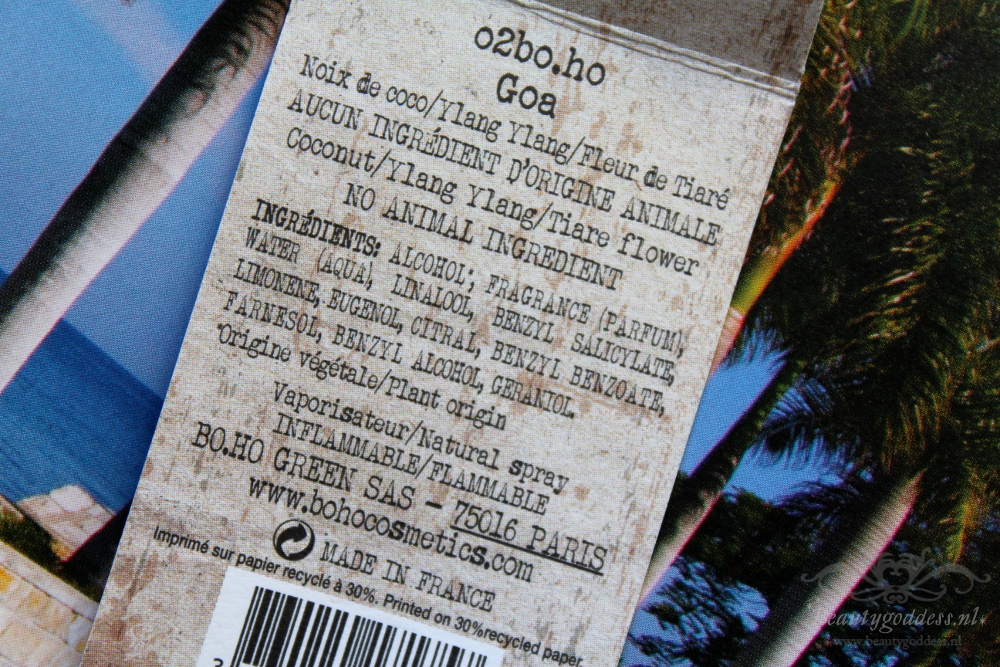 o2bo.ho
Goa
Noix de coco/Ylang Ylang/Fleur de Tiaré
AUCUN INGRÉDIENT D'ORIGINE ANIMALE
Coconut/Ylang Ylang/Tiare flower
NO ANIMAL INGREDIENT
INGRÉDIENTS: ALCOHOL*, FRAGRANCE (PARFUM),
WATER (AQUA), LINALOOL, BENZYL SALICYLATE,
LIMONENE, EUGENOL, CITRAL, BENZYL BENZOATE,
FARNESOL, BENZYL ALCOHOL, GERANIOL.
*Origine végétale/Plant origin
Vaporisateur/Natural spray
INFLAMMABLE/FLAMMABLE
BO.HO GREEN SAS – 75016 PARIS
www.bohocosmetics.com
MADE IN FRANCE
Imprimé sur papier recyclé à 30%. Printed on 30%recycled paper
3
eautygoddess.nl
www.beautygoddess.nl